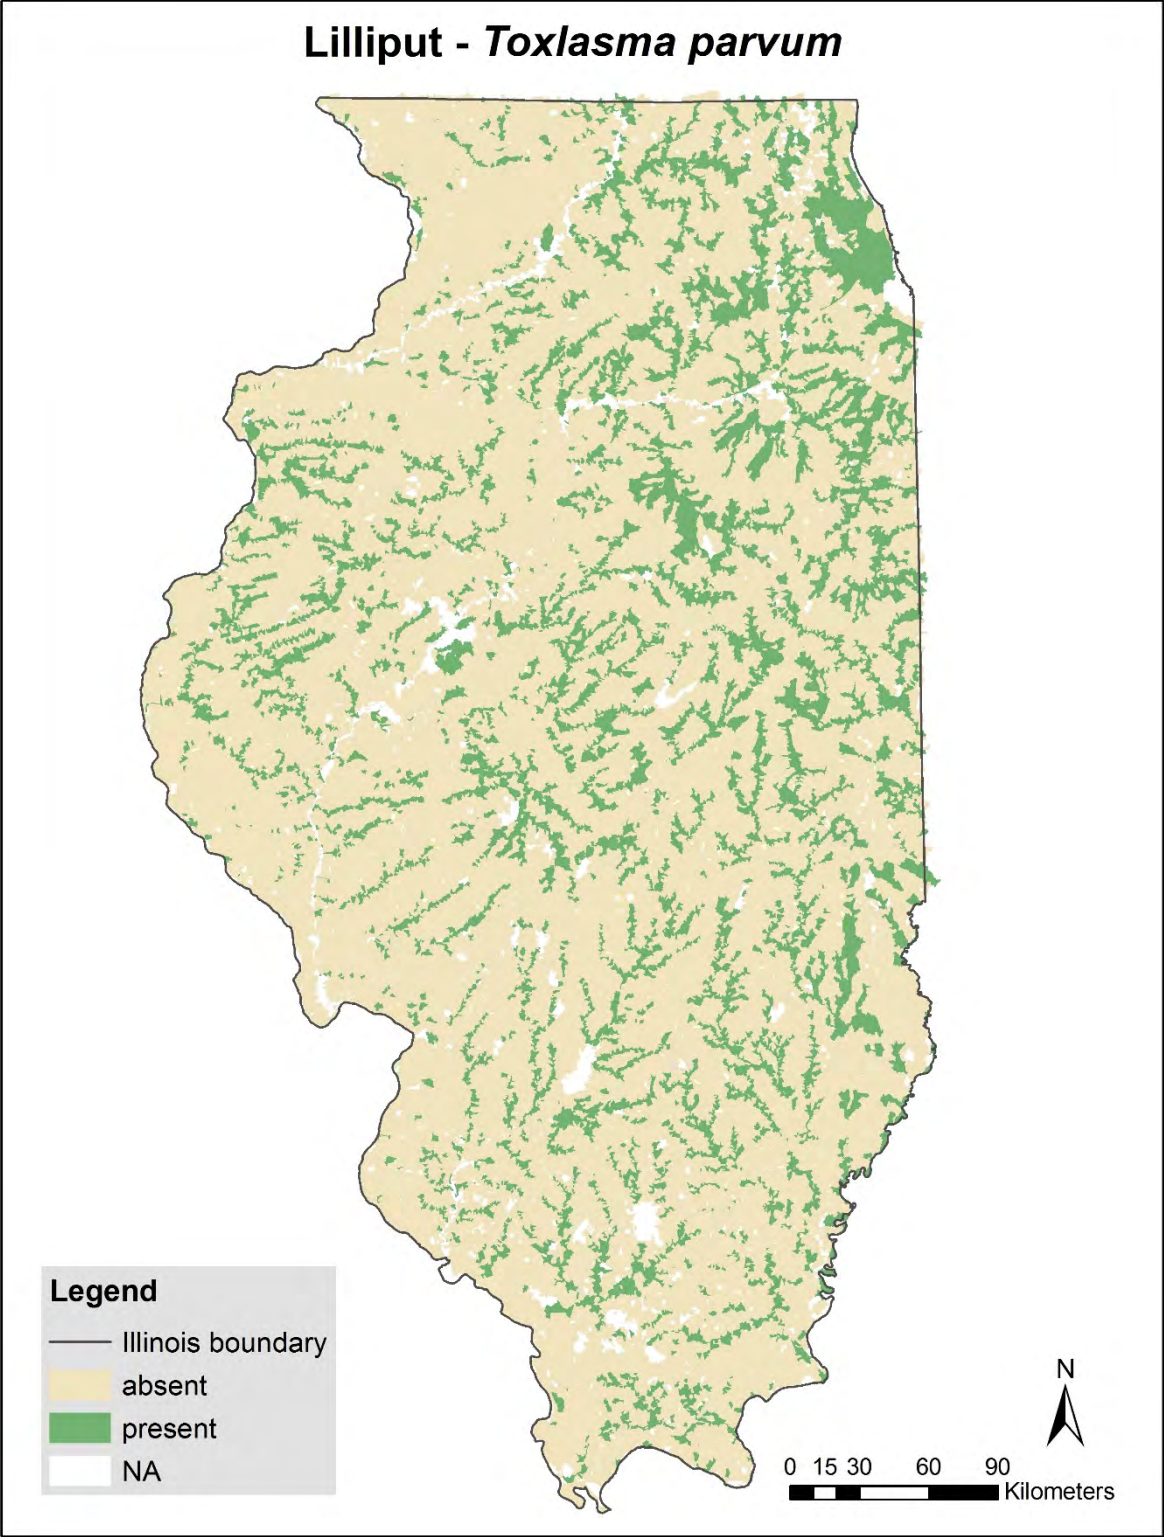 Lilliput - Toxlasma parvum
Legend
Illinois boundary
absent
present
NA
N
0 15 30 60 90
Kilometers